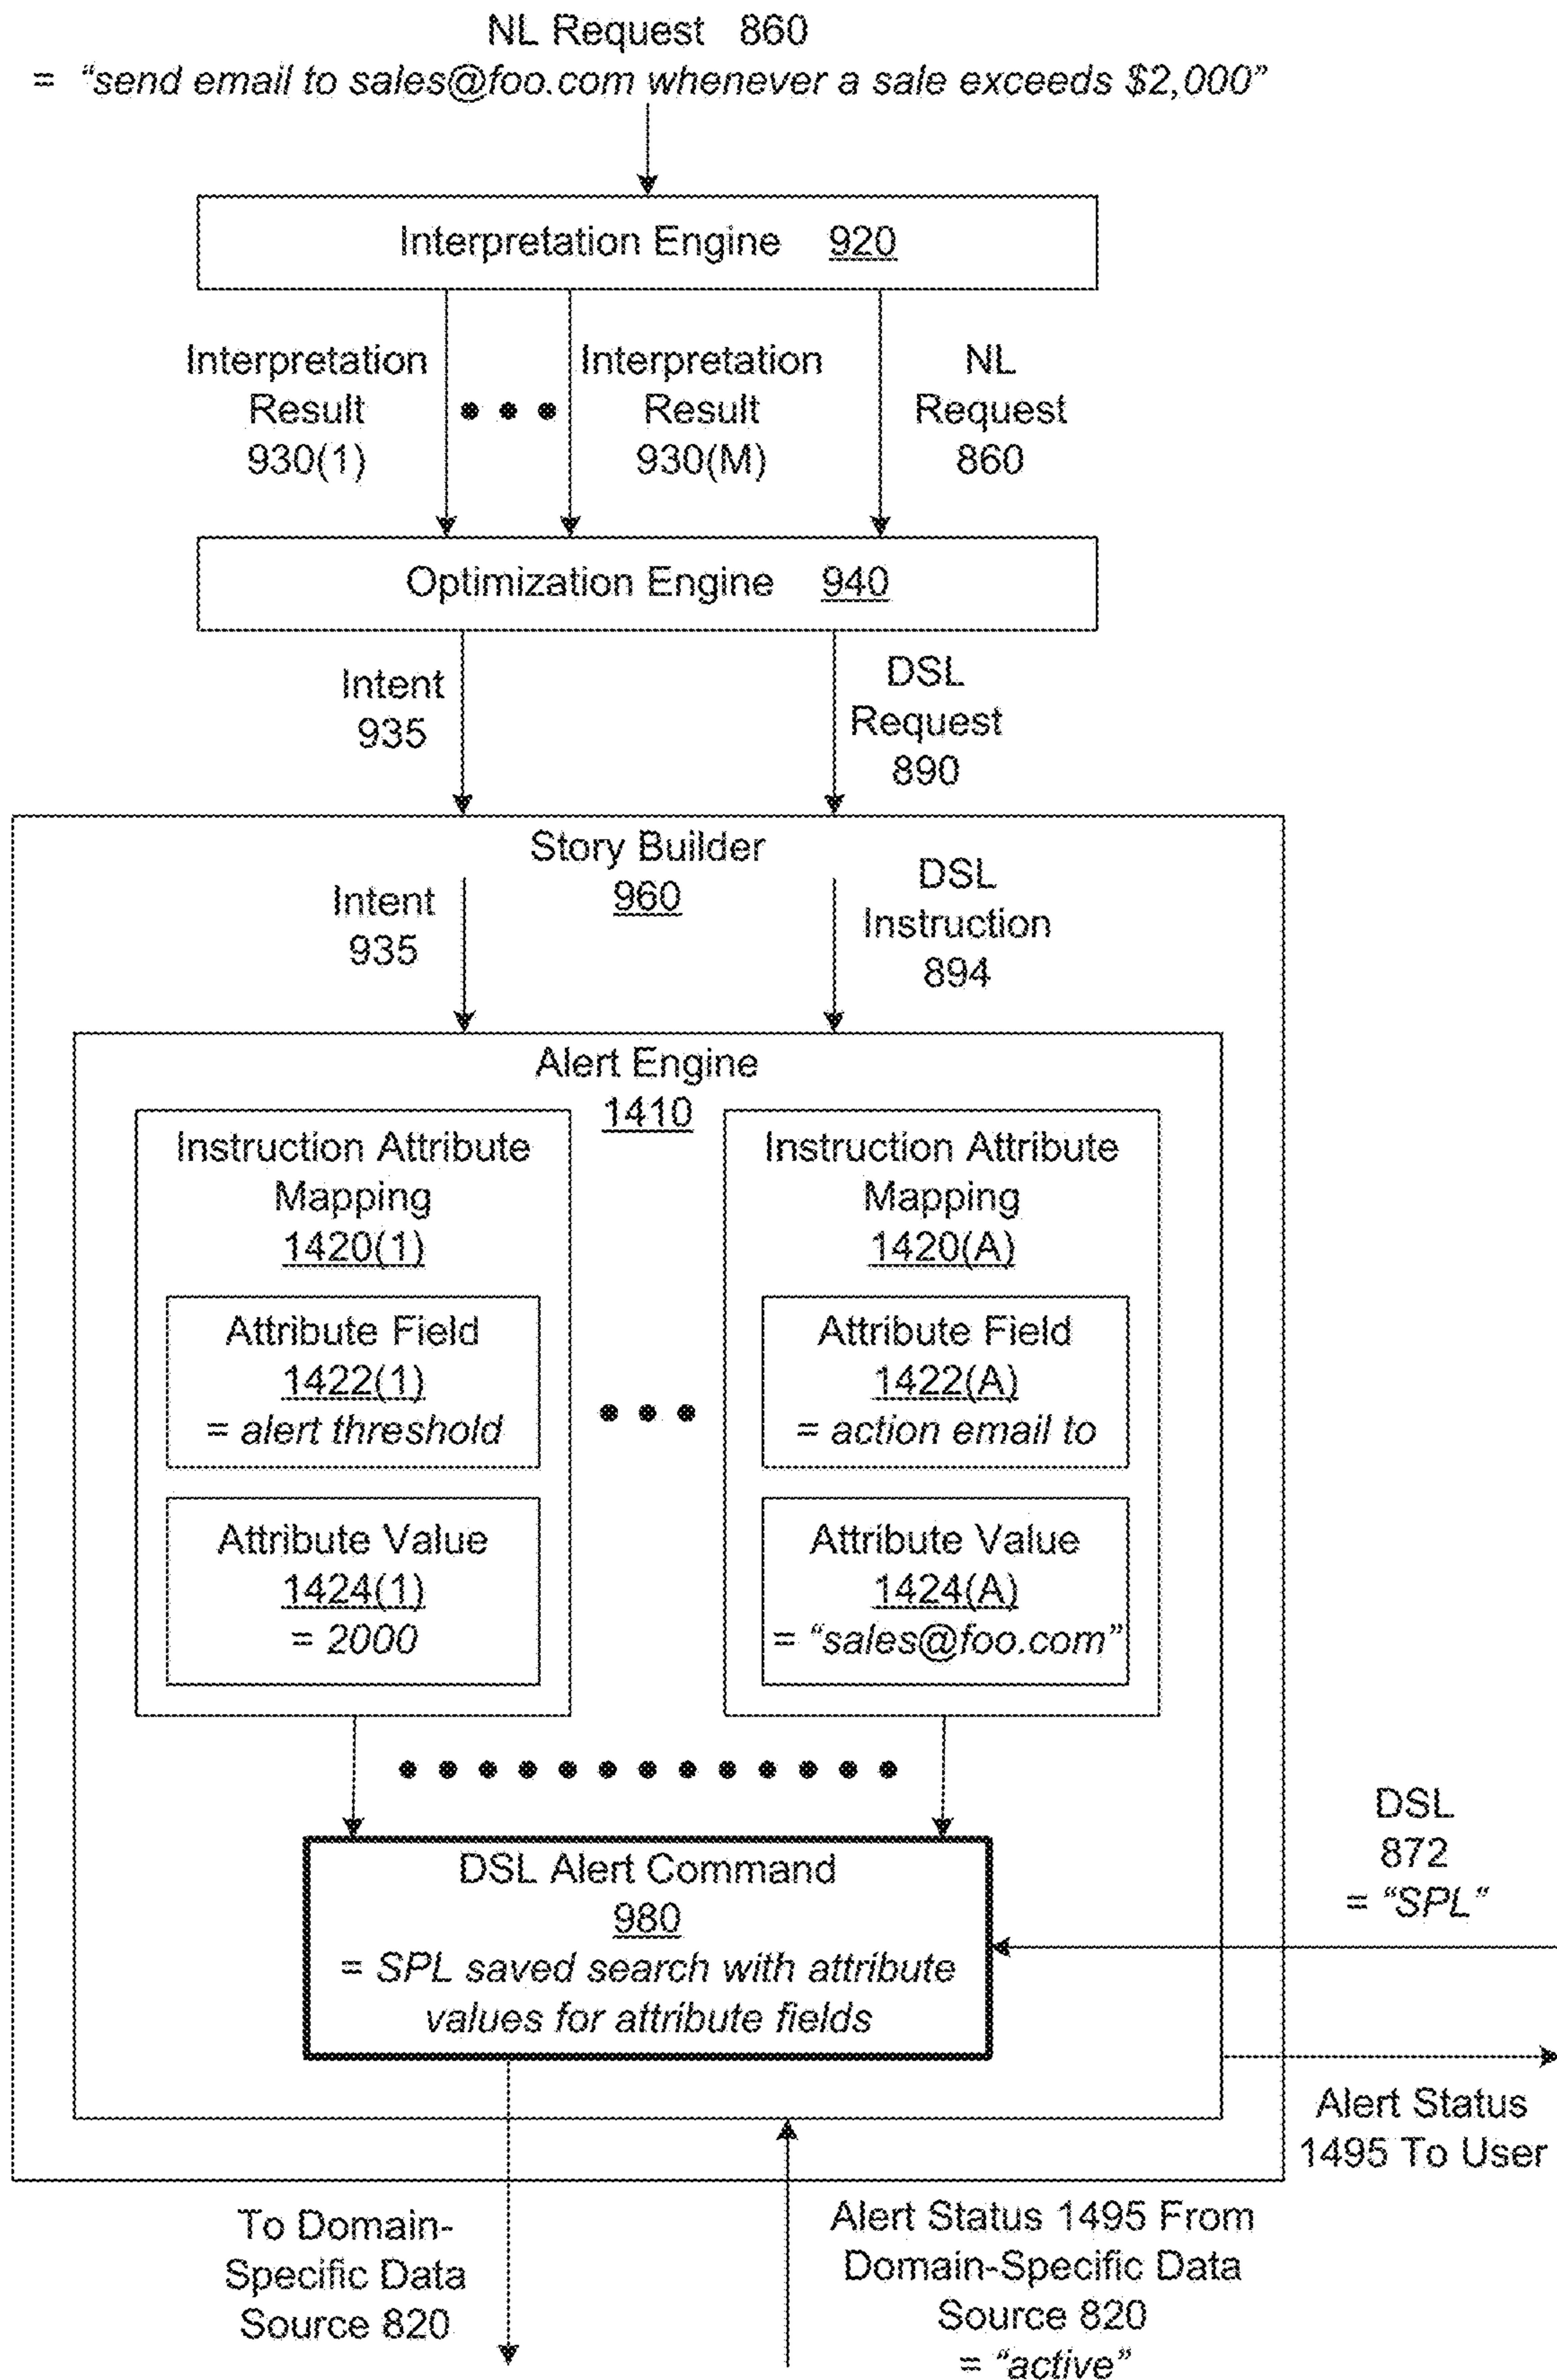 NL Request 860
= “send email to sales@foo.com whenever a sale exceeds $2,000”
Interpretation Engine 920
Interpretation
Result
930(1)
Interpretation
Result
930(M)
NL
Request
860
Optimization Engine 940
Intent
935
DSL
Request
890
Story Builder
960
Intent
935
DSL
Instruction
894
Alert Engine
1410
Instruction Attribute
Mapping
1420(1)
Attribute Field
1422(1)
= alert threshold
Attribute Value
1424(1)
= 2000
Instruction Attribute
Mapping
1420(A)
Attribute Field
1422(A)
= action email to
Attribute Value
1424(A)
= “sales@foo.com”
DSL Alert Command
980
= SPL saved search with attribute
values for attribute fields
DSL
872
= “SPL”
Alert Status
1495 To User
To Domain-
Specific Data
Source 820
Alert Status 1495 From
Domain-Specific Data
Source 820
= “active”